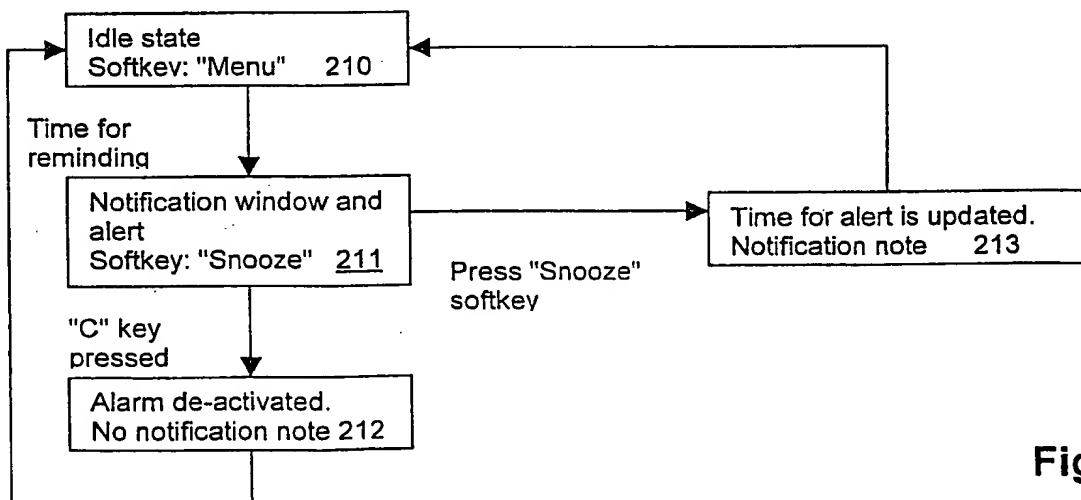 Idle state
Softkev: "Menu" 210
Time for
reminding
Notification window and
alert
Softkey: "Snooze" 211
Time for alert is updated.
Notification note 213
Press "Snooze"
softkey
"C" key
pressed
Alarm de-activated.
No notification note 212
Fig